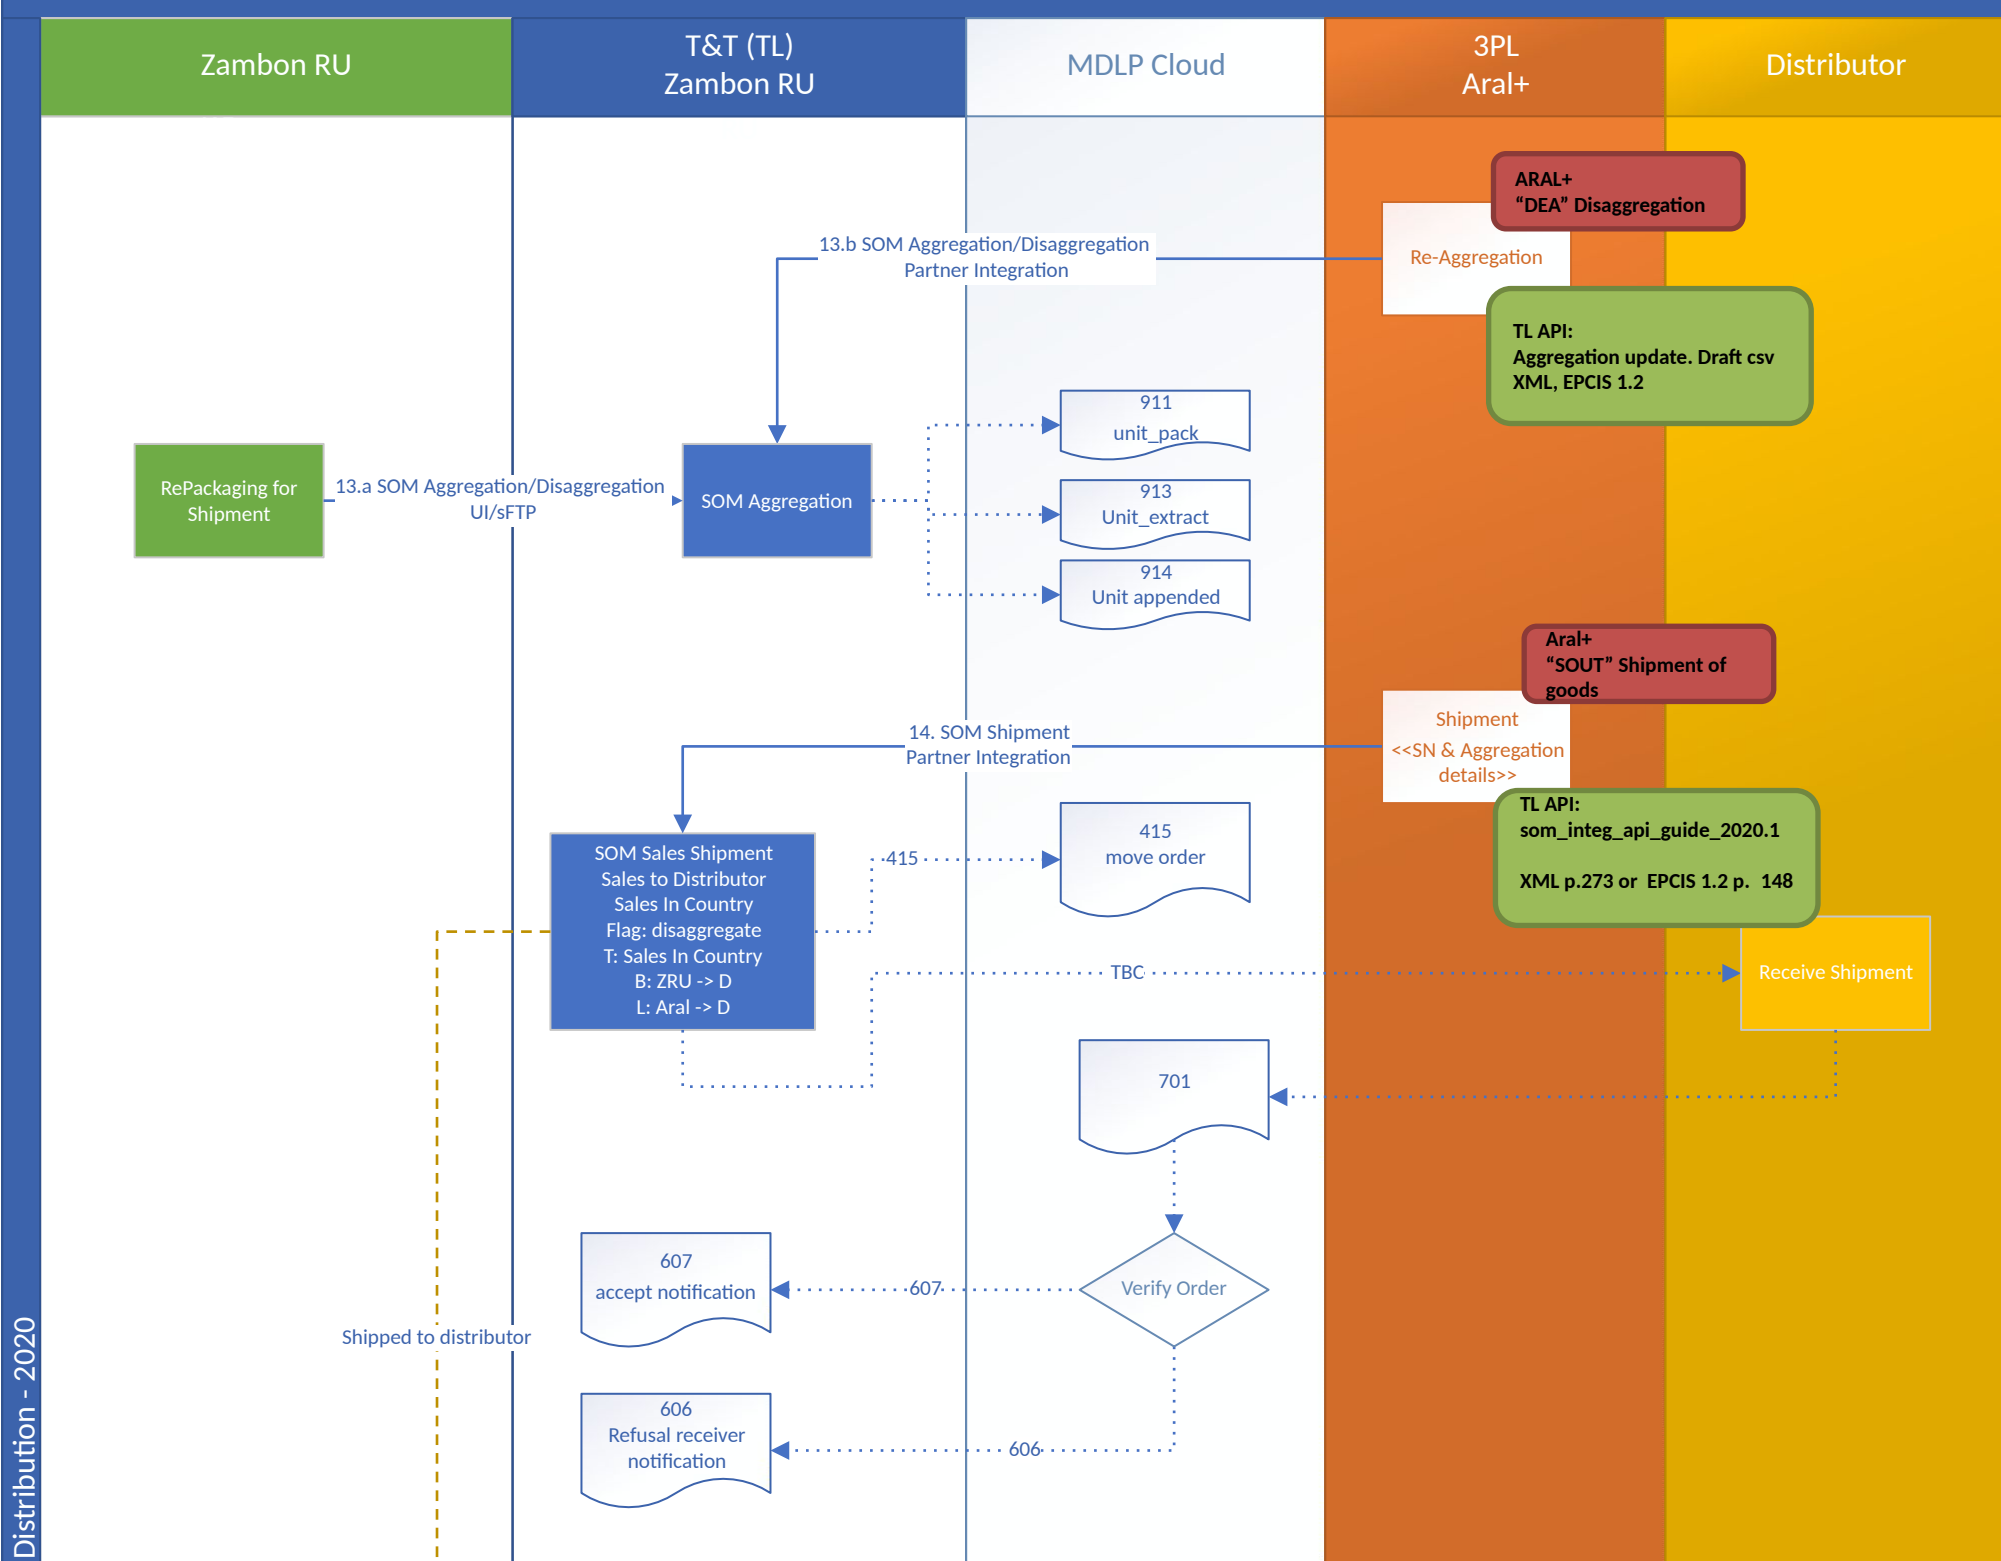 Zambon RU
T&T (TL)
Zambon RU
MDLP Cloud
3PL
Aral+
Distributor
ARAL+
“DEA” Disaggregation
13.b SOM Aggregation/Disaggregation
Partner Integration
Re-Aggregation
TL API:
Aggregation update. Draft csv
XML, EPCIS 1.2
911
unit_pack
RePackaging for
Shipment
13.a SOM Aggregation/Disaggregation
UI/sFTP
SOM Aggregation
913
Unit_extract
914
Unit appended
Aral+
“SOUT” Shipment of
goods
14. SOM Shipment
Partner Integration
Shipment
<<SN & Aggregation
details>>
TL API:
som_integ_api_guide_2020.1
XML p.273 or  EPCIS 1.2 p.  148
SOM Sales Shipment
Sales to Distributor
Sales In Country
Flag: disaggregate
T: Sales In Country
B: ZRU -> D
L: Aral -> D
415
415
move order
TBC
Receive Shipment
701
607
accept notification
607
Verify Order
Shipped to distributor
606
Refusal receiver
notification
606
Distribution - 2020